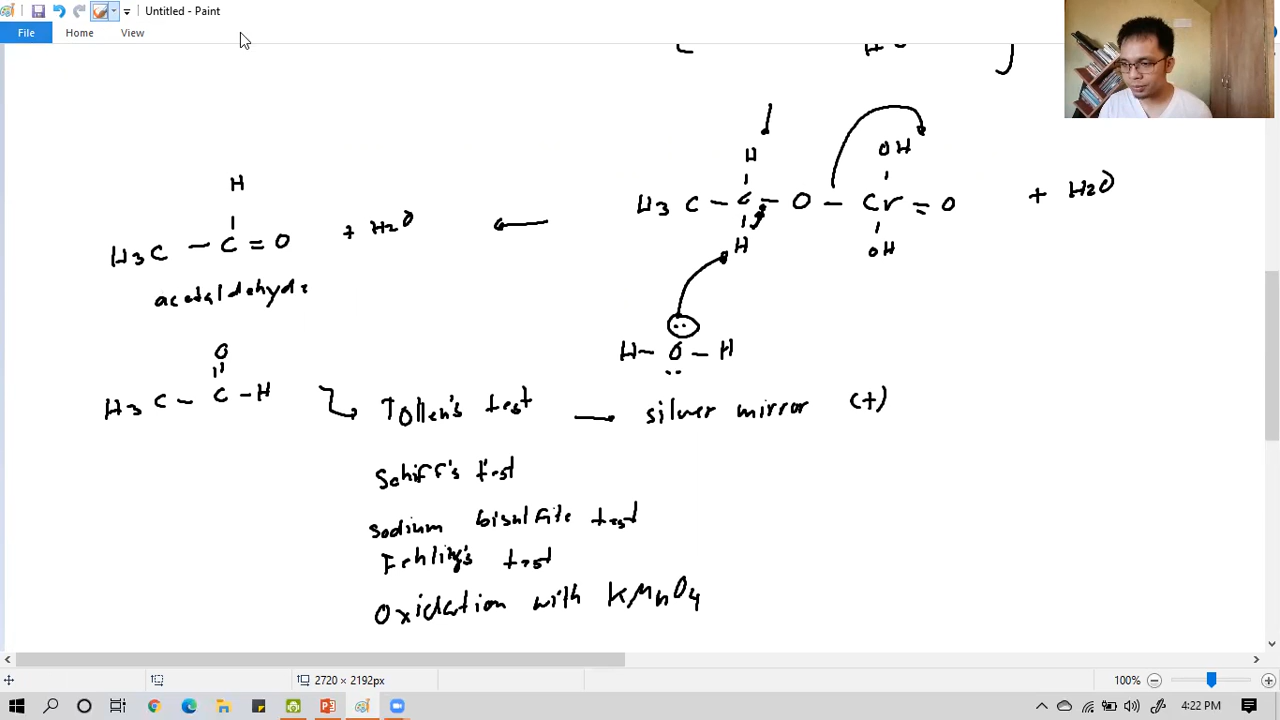 Untitled - Paint
File Home View
H OH
H3C - C - O - Cr = O + H2O
H OH
H
H3C - C = O + H2O
acetaldehyde
H - O - H
O
H3C - C - H
Tollen's test → silver mirror (+)
Schiff's test
Sodium bisulfite test
Fehling's test
Oxidation with KMnO4
2720 × 2192px
100%
4:22 PM